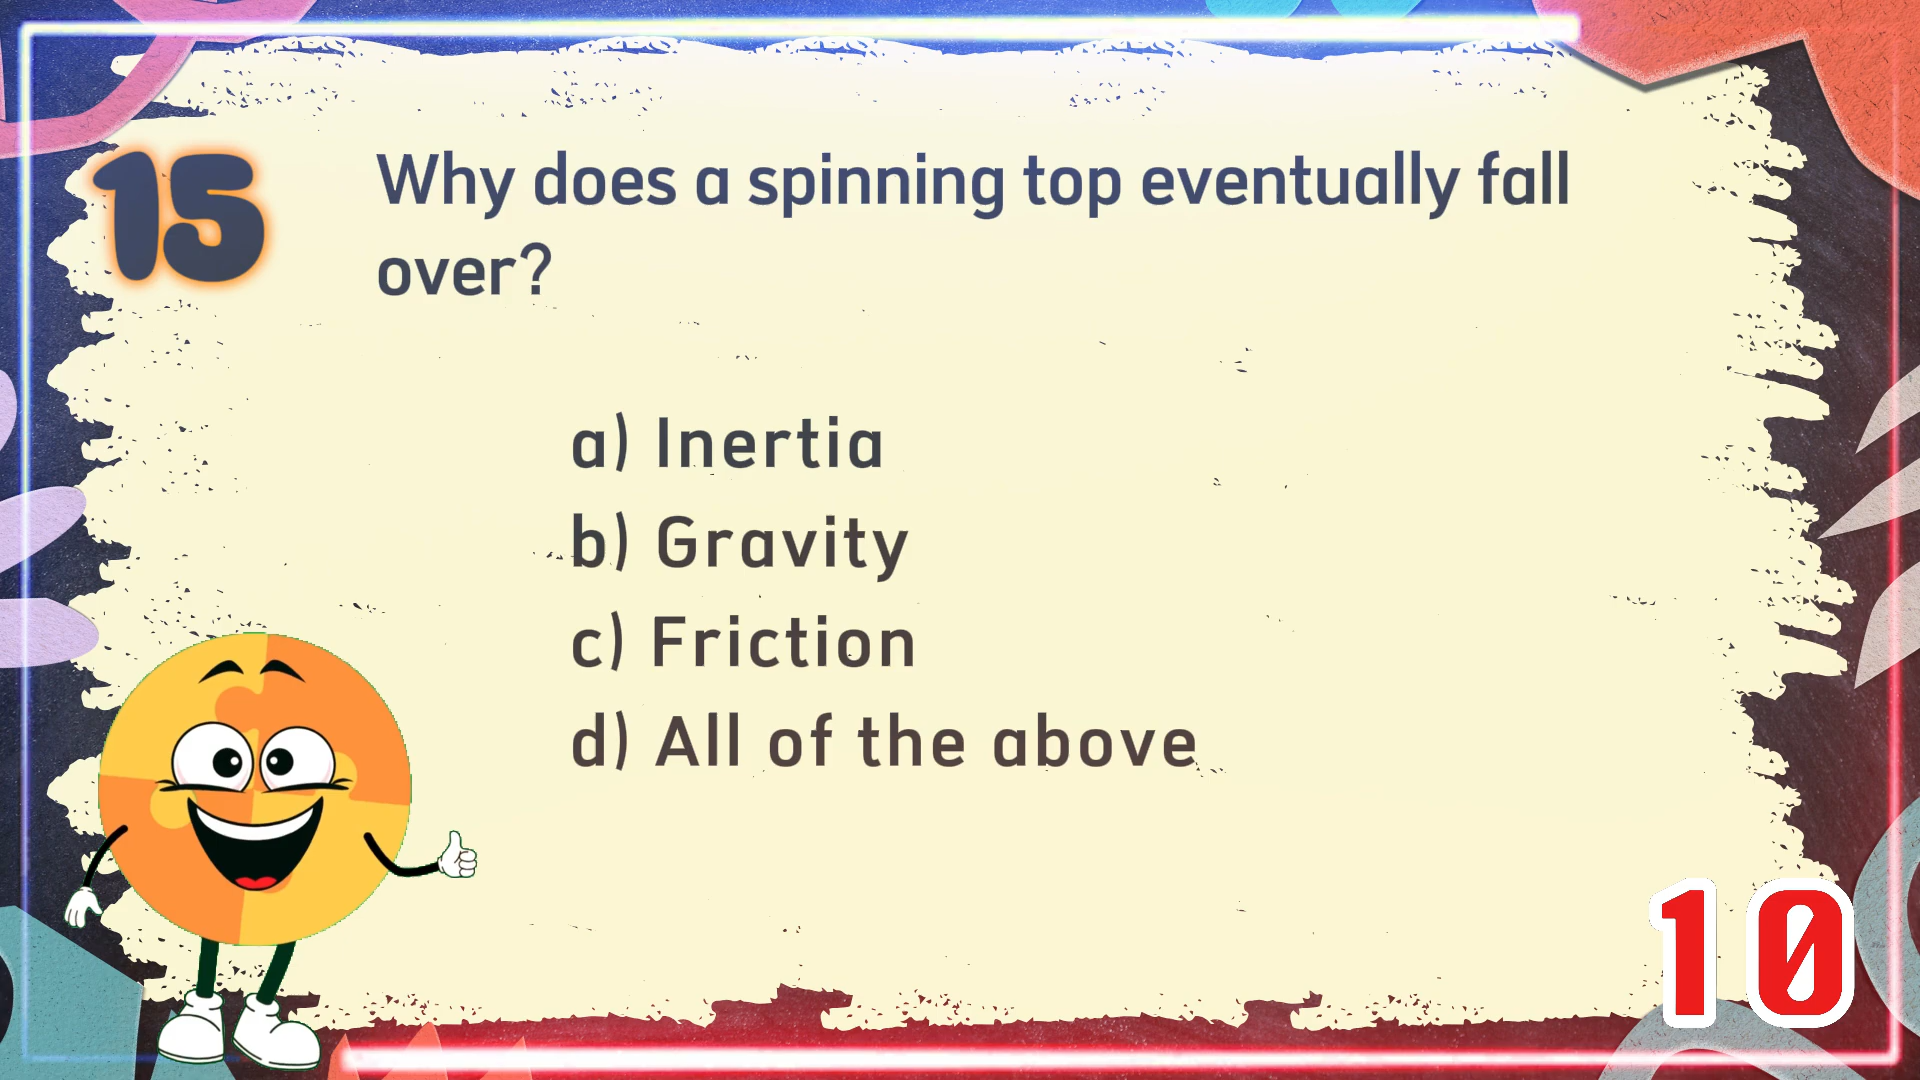 15
Why does a spinning top eventually fall
over?
a) Inertia
b) Gravity
c) Friction
d) All of the above
10